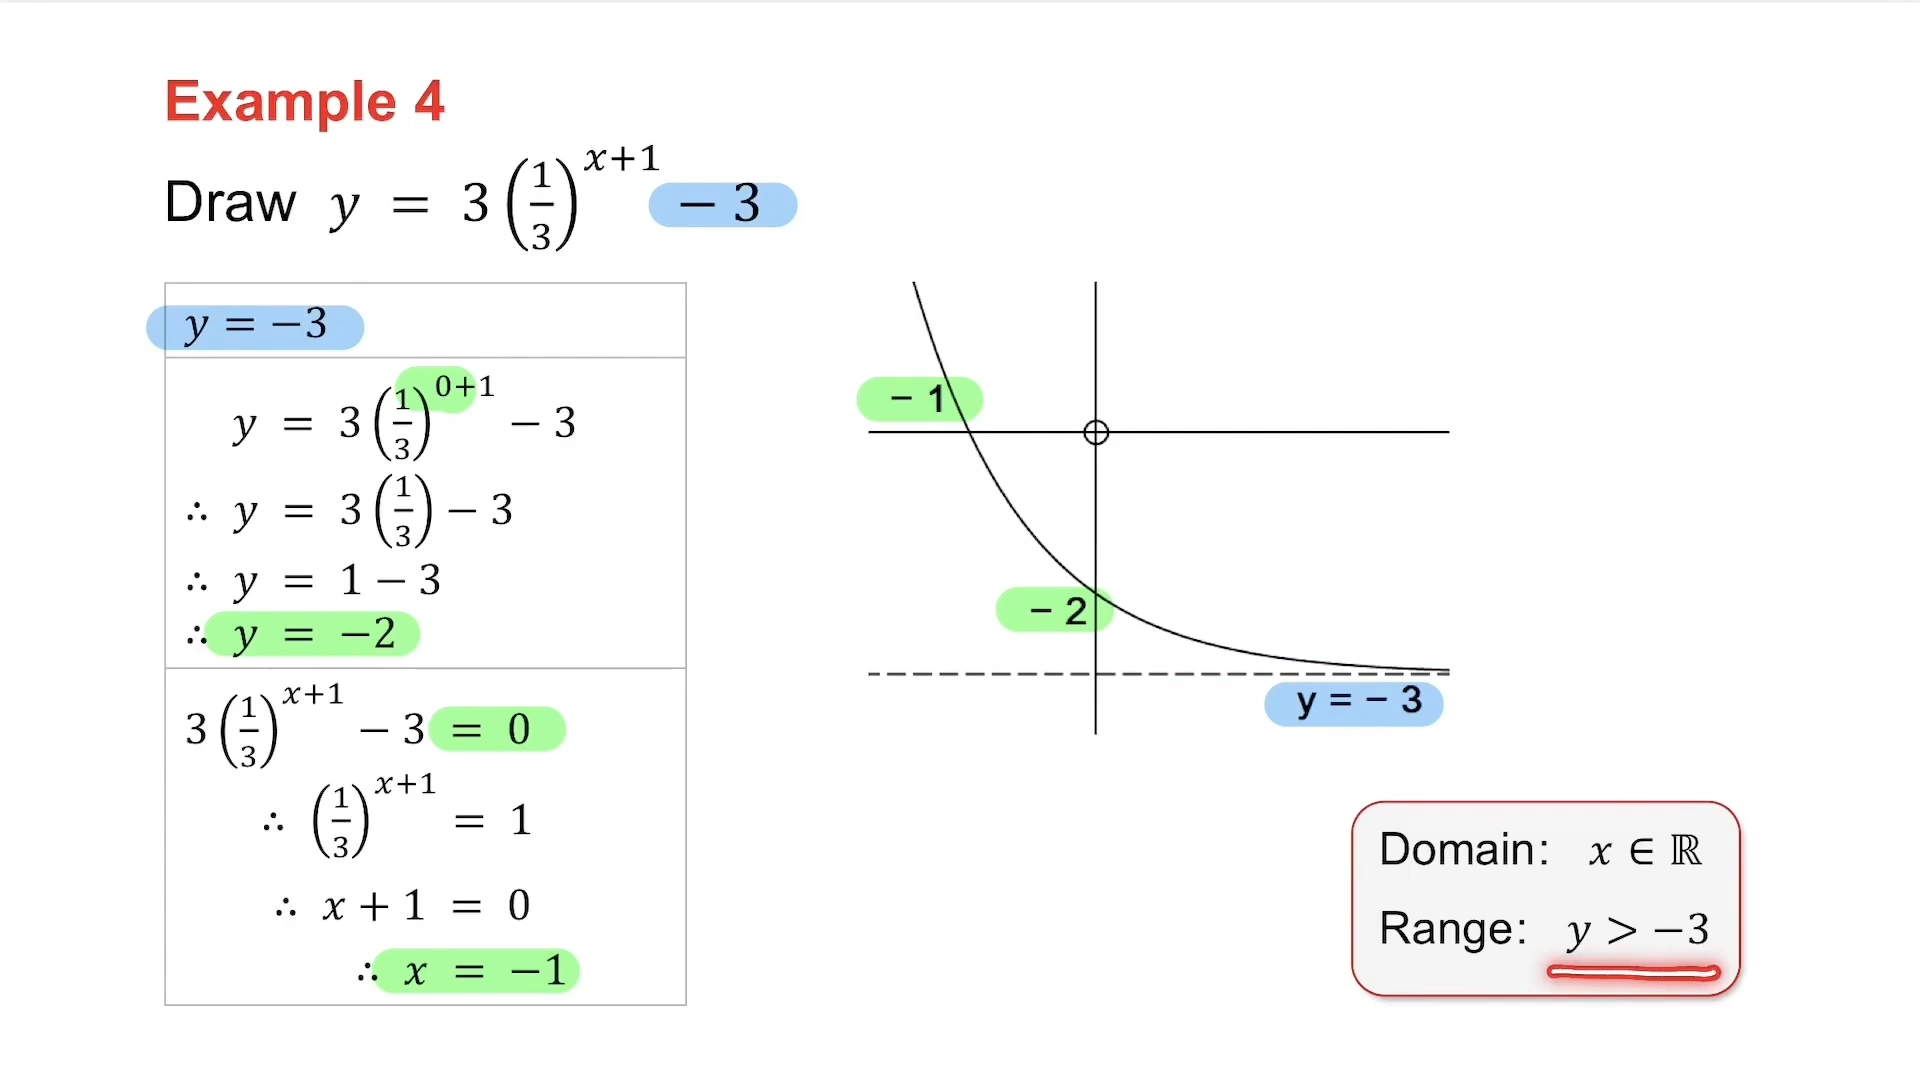 Example 4
Draw y = 3(1/3)^(x+1) − 3
y = −3
y = 3(1/3)^(0+1) − 3
∴ y = 3(1/3) − 3
∴ y = 1 − 3
∴ y = −2
3(1/3)^(x+1) − 3 = 0
∴ (1/3)^(x+1) = 1
∴ x + 1 = 0
∴ x = −1
− 1
− 2
y = − 3
Domain: x ∈ ℝ
Range: y > −3